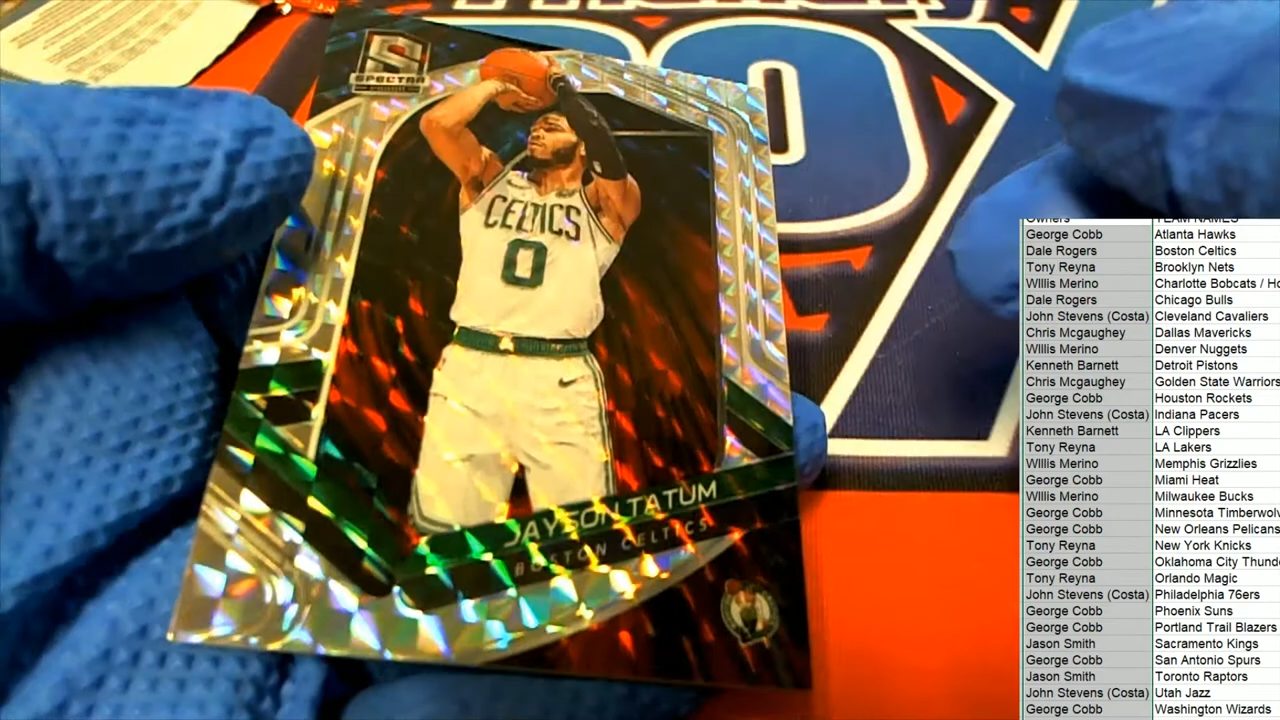 SPECTRA
CELTICS
0
JAYSON TATUM
BOSTON CELTICS
Owners TEAM NAMES
George Cobb Atlanta Hawks
Dale Rogers Boston Celtics
Tony Reyna Brooklyn Nets
WIllis Merino Charlotte Bobcats / Ho
Dale Rogers Chicago Bulls
John Stevens (Costa) Cleveland Cavaliers
Chris Mcgaughey Dallas Mavericks
WIllis Merino Denver Nuggets
Kenneth Barnett Detroit Pistons
Chris Mcgaughey Golden State Warriors
George Cobb Houston Rockets
John Stevens (Costa) Indiana Pacers
Kenneth Barnett LA Clippers
Tony Reyna LA Lakers
WIllis Merino Memphis Grizzlies
George Cobb Miami Heat
WIllis Merino Milwaukee Bucks
George Cobb Minnesota Timberwolv
George Cobb New Orleans Pelicans
Tony Reyna New York Knicks
George Cobb Oklahoma City Thunde
Tony Reyna Orlando Magic
John Stevens (Costa) Philadelphia 76ers
George Cobb Phoenix Suns
George Cobb Portland Trail Blazers
Jason Smith Sacramento Kings
George Cobb San Antonio Spurs
Jason Smith Toronto Raptors
John Stevens (Costa) Utah Jazz
George Cobb Washington Wizards